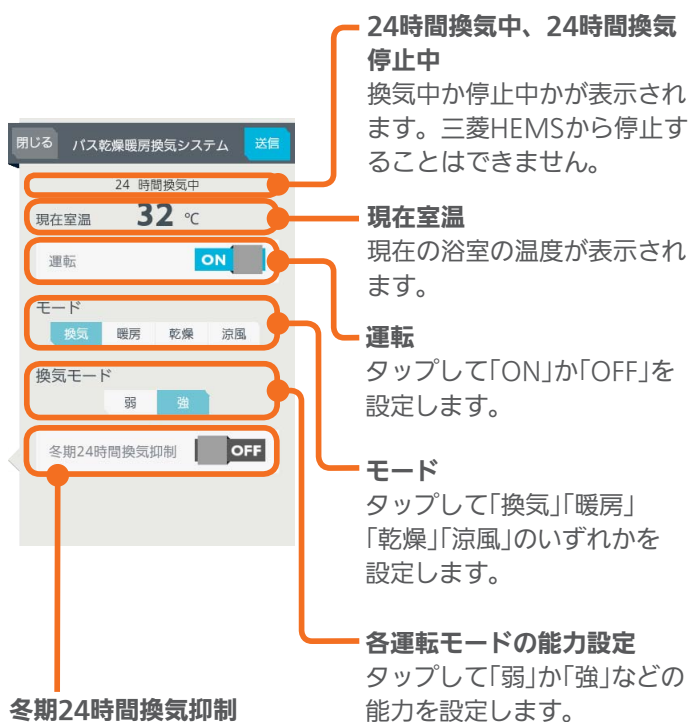 24時間換気中、24時間換気
停止中
換気中か停止中かが表示され
ます。三菱HEMSから停止す
ることはできません。
閉じる バス乾燥暖房換気システム 送信
24 時間換気中
現在室温 32 ℃
運転 ON
モード
換気 暖房 乾燥 涼風
換気モード
弱 強
冬期24時間換気抑制 OFF
現在室温
現在の浴室の温度が表示され
ます。
運転
タップして「ON」か「OFF」を
設定します。
モード
タップして「換気」「暖房」
「乾燥」「涼風」のいずれかを
設定します。
各運転モードの能力設定
タップして「弱」か「強」などの
能力を設定します。
冬期24時間換気抑制